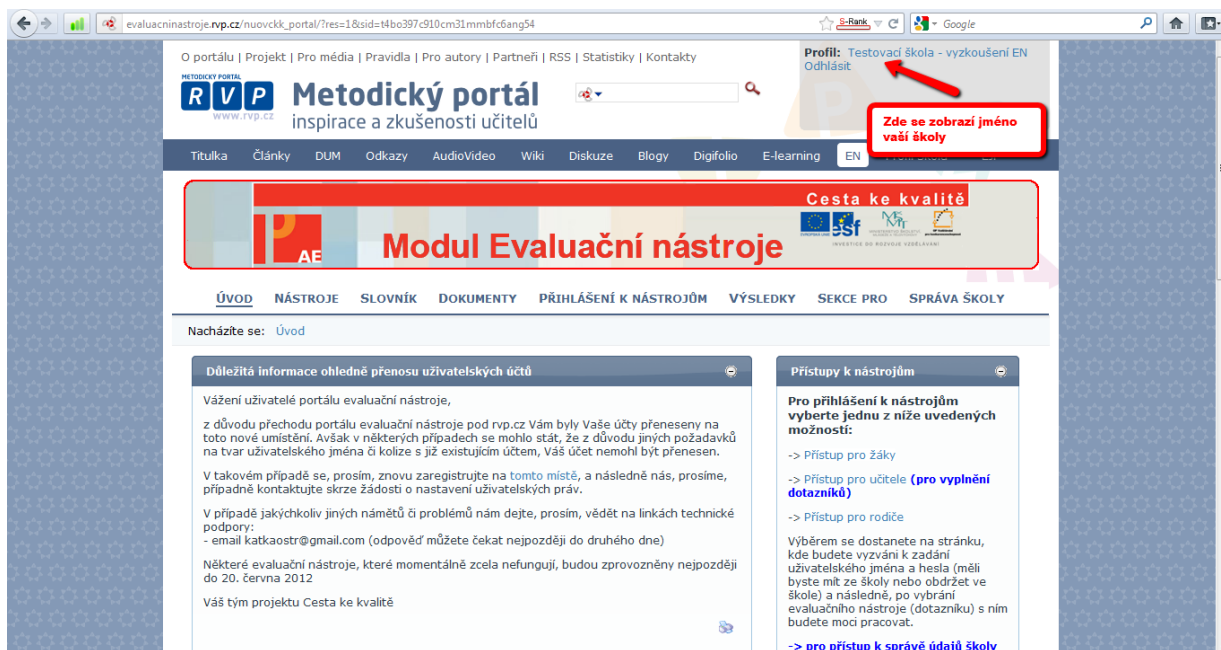 evaluacninastroje.rvp.cz/nuovckk_portal/?res=1&sid=t4bo397c910cm31mmbfc6ang54
S-Rank
Google
O portálu | Projekt | Pro média | Pravidla | Pro autory | Partneři | RSS | Statistiky | Kontakty
Profil: Testovací škola - vyzkoušení EN
Odhlásit
METODICKÝ PORTÁL
RVP
www.rvp.cz
Metodický portál
inspirace a zkušenosti učitelů
Zde se zobrazí jméno
vaší školy
Titulka Články DUM Odkazy AudioVideo Wiki Diskuze Blogy Digifolio E-learning EN
Cesta ke kvalitě
AE
Modul Evaluační nástroje
esf
INVESTICE DO ROZVOJE VZDĚLÁVÁNÍ
ÚVOD NÁSTROJE SLOVNÍK DOKUMENTY PŘIHLÁŠENÍ K NÁSTROJŮM VÝSLEDKY SEKCE PRO SPRÁVA ŠKOLY
Nacházíte se: Úvod
Důležitá informace ohledně přenosu uživatelských účtů
Vážení uživatelé portálu evaluační nástroje,
z důvodu přechodu portálu evaluační nástroje pod rvp.cz Vám byly Vaše účty přeneseny na
toto nové umístění. Avšak v některých případech se mohlo stát, že z důvodu jiných požadavků
na tvar uživatelského jména či kolize s již existujícím účtem, Váš účet nemohl být přenesen.
V takovém případě se, prosím, znovu zaregistrujte na tomto místě, a následně nás, prosíme,
případně kontaktujte skrze žádosti o nastavení uživatelských práv.
V případě jakýchkoliv jiných námětů či problémů nám dejte, prosím, vědět na linkách technické
podpory:
- email katkaostr@gmail.com (odpověď můžete čekat nejpozději do druhého dne)
Některé evaluační nástroje, které momentálně zcela nefungují, budou zprovozněny nejpozději
do 20. června 2012
Váš tým projektu Cesta ke kvalitě
Přístupy k nástrojům
Pro přihlášení k nástrojům
vyberte jednu z níže uvedených
možností:
-> Přístup pro žáky
-> Přístup pro učitele (pro vyplnění
dotazníků)
-> Přístup pro rodiče
Výběrem se dostanete na stránku,
kde budete vyzváni k zadání
uživatelského jména a hesla (měli
byste mít ze školy nebo obdržet ve
škole) a následně, po vybrání
evaluačního nástroje (dotazníku) s ním
budete moci pracovat.
-> pro přístup k správě údajů školy